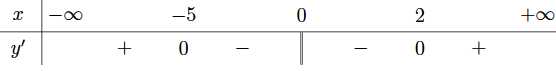 x −∞ −5 0 2 +∞
y′ + 0 − || − 0 +